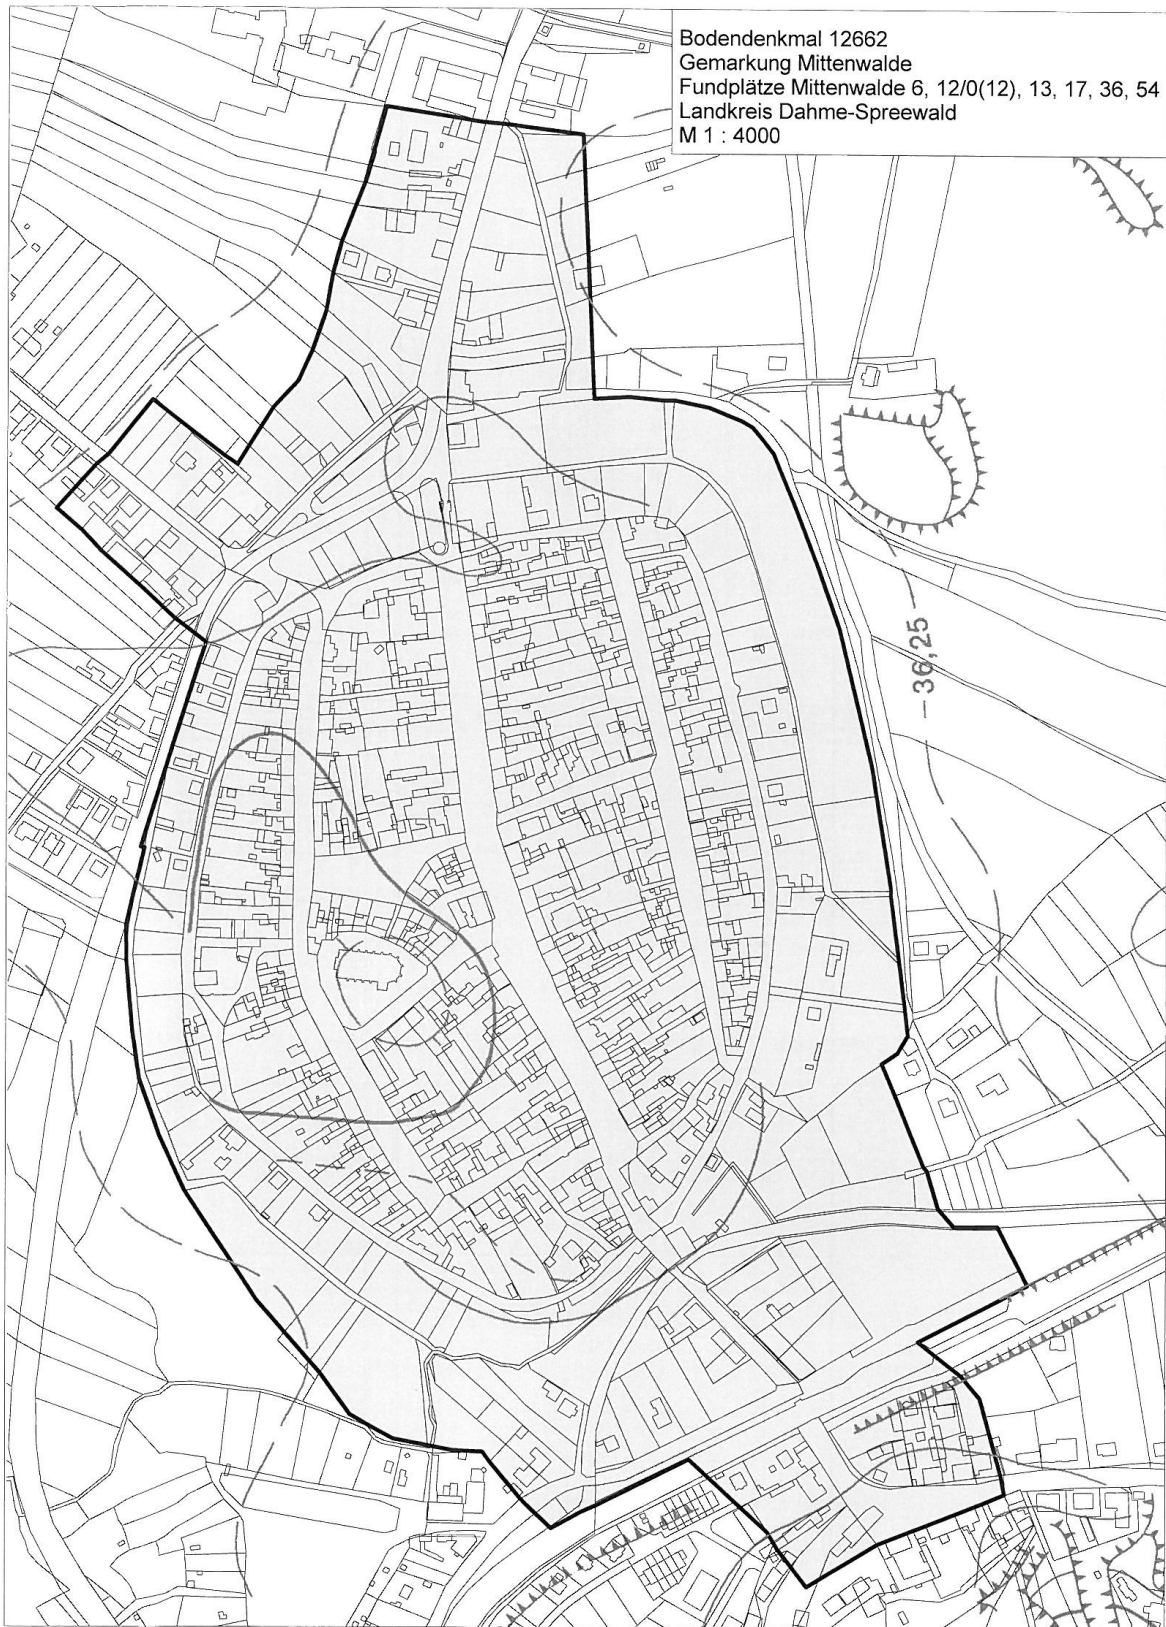 Bodendenkmal 12662
Gemarkung Mittenwalde
Fundplätze Mittenwalde 6, 12/0(12), 13, 17, 36, 54
Landkreis Dahme-Spreewald
M 1 : 4000
36,25